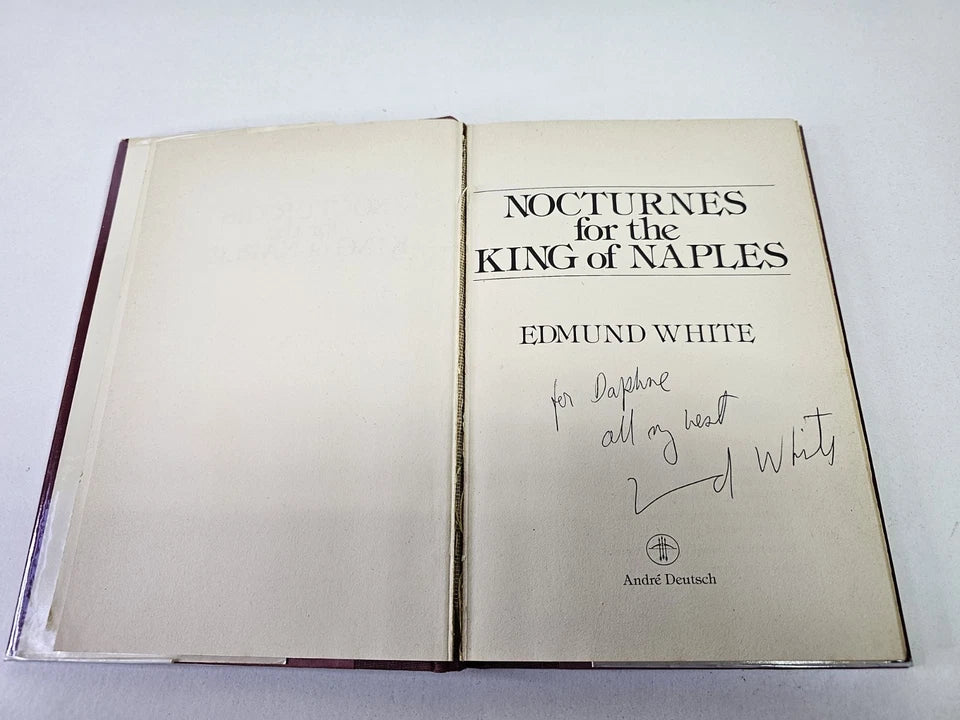 NOCTURNES
for the
KING of NAPLES
EDMUND WHITE
for Daphne
all my best
White
André Deutsch